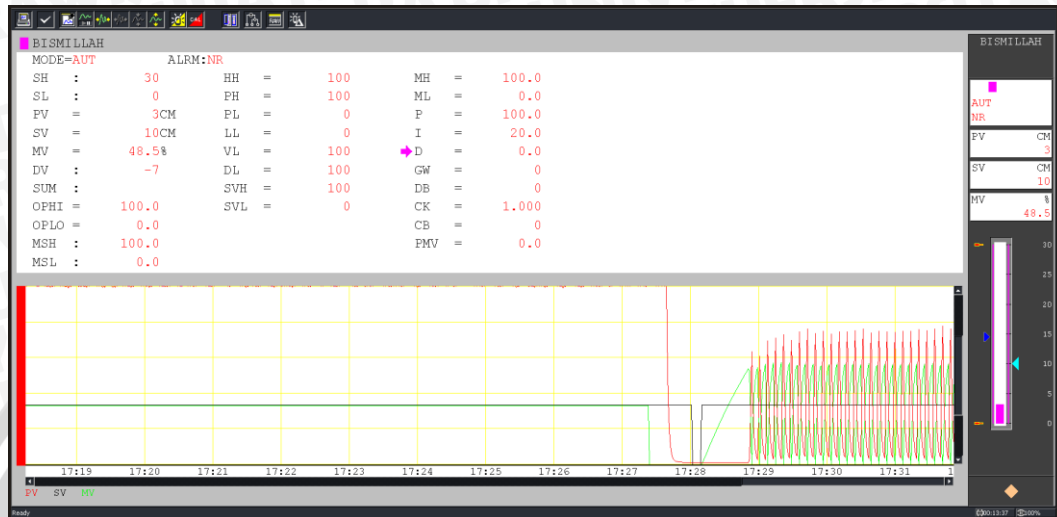 BISMILLAH
MODE=AUT ALRM:NR
SH : 30 HH = 100 MH = 100.0
SL : 0 PH = 100 ML = 0.0
PV = 3CM PL = 0 P = 100.0
SV = 10CM LL = 0 I = 20.0
MV = 48.5% VL = 100 D = 0.0
DV : -7 DL = 100 GW = 0
SUM : SVH = 100 DB = 0
OPHI = 100.0 SVL = 0 CK = 1.000
OPLO = 0.0 CB = 0
MSH : 100.0 PMV = 0.0
MSL : 0.0
17:19 17:20 17:21 17:22 17:23 17:24 17:25 17:26 17:27 17:28 17:29 17:30 17:31 1
PV SV MV
Ready
BISMILLAH
AUT
NR
PV CM
3
SV CM
10
MV %
48.5
30
25
20
15
10
5
0
00:13:37 100%